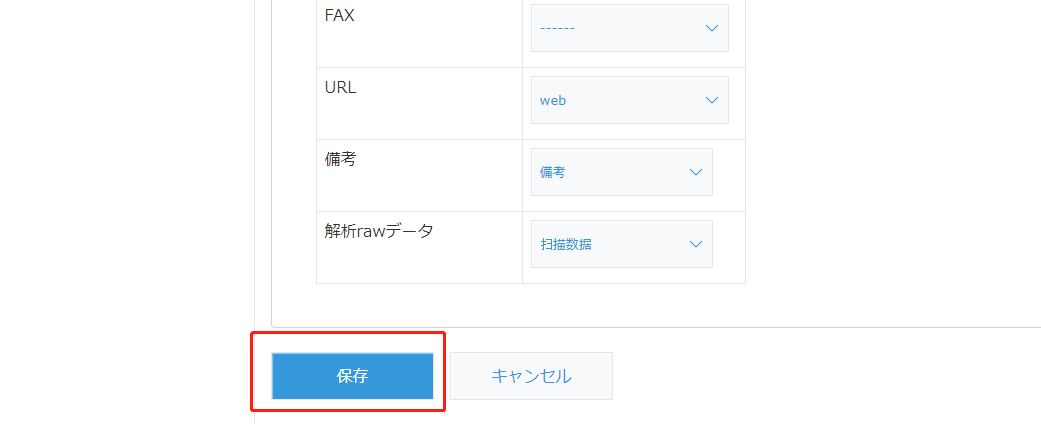 FAX
------
URL
web
備考
備考
解析rawデータ
扫描数据
保存
キャンセル